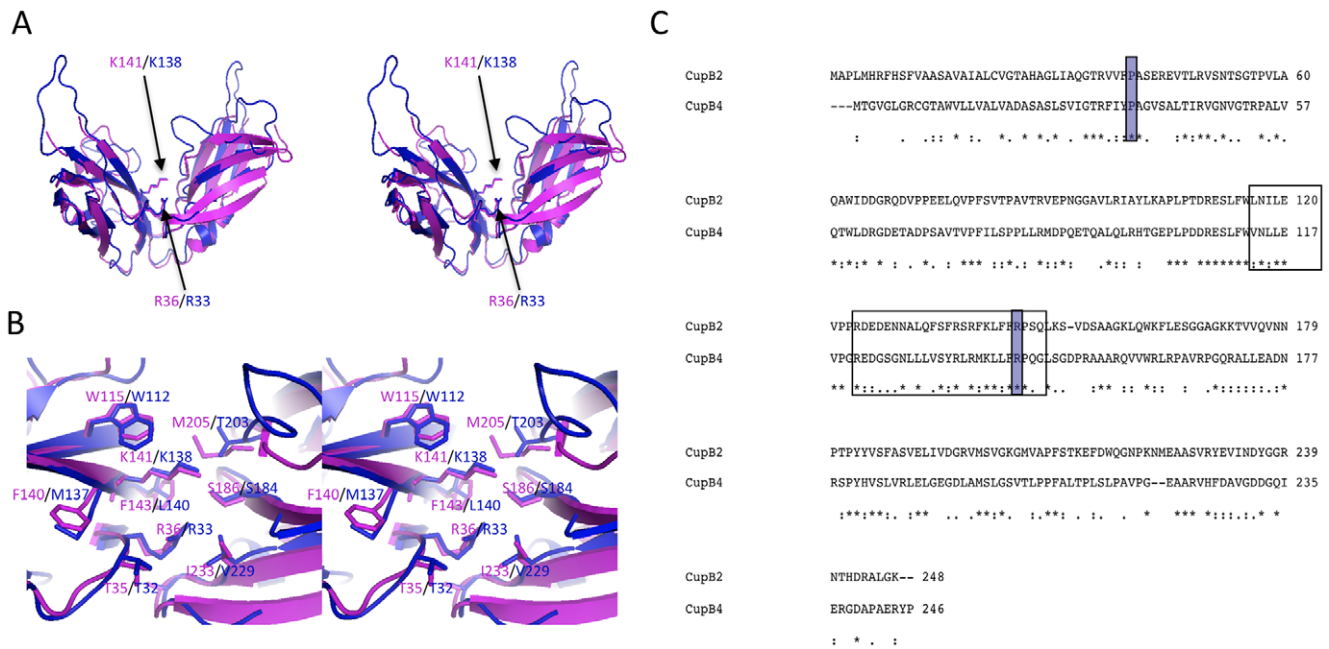 A
K141/K138
K141/K138
R36/R33
R36/R33
B
W115/W112
M205/T203
K141/K138
S186/S184
F140/M137
F143/L140
R36/R33
I233/V229
T35/T32
W115/W112
M205/T203
K141/K138
S186/S184
F140/M137
F143/L140
R36/R33
I233/V229
T35/T32
C
CupB2 MAPLMHRFHSFVAASAVAIALCVGTAHAGLIAQGTRVVFPASEREVTLRVSNTSGTPVLA 60
CupB4 ---MTGVGLGRCGTAWVLLVALVADASASLSVIGTRFIYPAGVSALTIRVGNVGTRPALV 57
: . .. :* *. . * ***.::*. ::**:*. . *.*.
CupB2 QAWIDDGRQDVPPEELQVPFSVTPAVTRVEPNGGAVLRIAYLKAPLPTDRESLFWLNILE 120
CupB4 QTWLDRGDETADPSAVTVPFILSPPLLRMDPQETQALQLRHTGEPLPDDRESLFWVNLLE 117
*:*:* * : . *. : *** ::*.: *::*: .*:: : *** *******:*:**
CupB2 VPPRDEDENNALQFSFRSRFKLFFRPSQLKS-VDSAAGKLQWKFLESGGAGKKTVVQVNN 179
CupB4 VPGREDGSGNLLLVSYRLRMKLLFRPQGLSGDPRAAARQVVWRLRPAVRPGQRALLEADN 177
** *::..* * .*:* *:**:***. *.. :** :: *:: : .*:::::::.:*
CupB2 PTPYYVSFASVELIVDGRVMSVGKGMVAPFSTKEFDWQGNPKNMEAASVRYEVINDYGGR 239
CupB4 RSPYHVSLVRLELGEGDLAMSLGSVTLPPFALTPLSLPAVPG--EAARVHFDAVGDDGQI 235
:**:**:. :** .. .**:*. :.**: . :. . * *** *:::.:.* *
CupB2 NTHDRALGK-- 248
CupB4 ERGDAPAERYP 246
: * . :